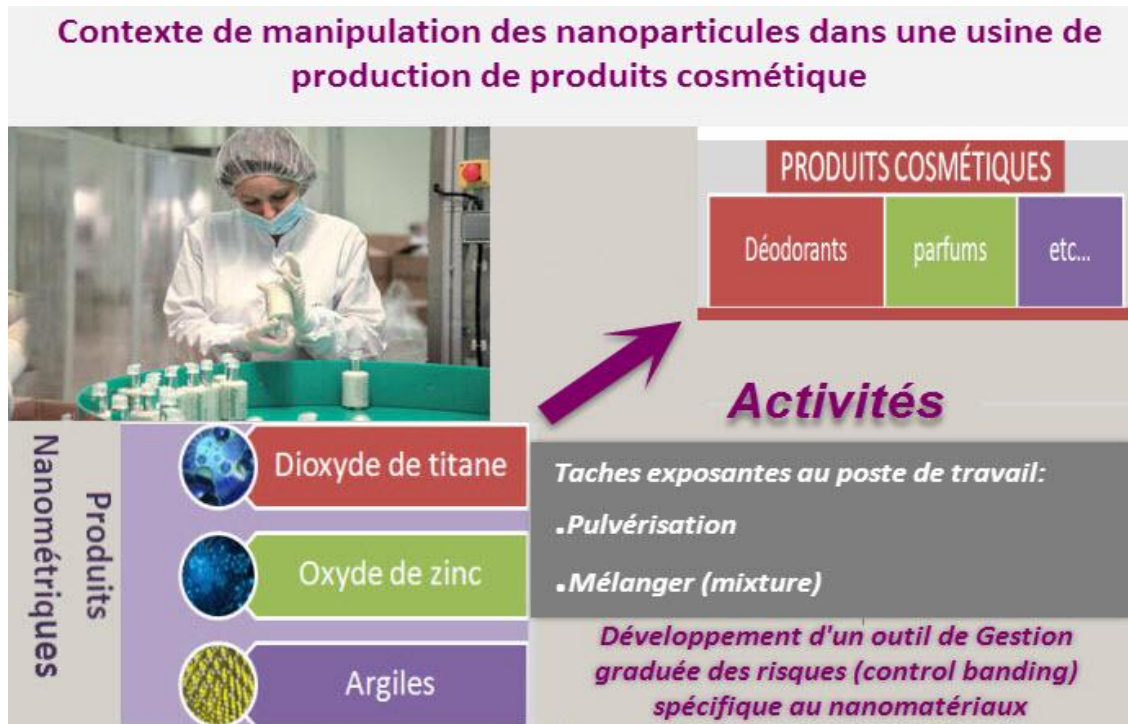 Contexte de manipulation des nanoparticules dans une usine de
production de produits cosmétique
PRODUITS COSMÉTIQUES
Déodorants
parfums
etc...
Activités
Produits
Nanométriques
Dioxyde de titane
Oxyde de zinc
Argiles
Taches exposantes au poste de travail:
.Pulvérisation
.Mélanger (mixture)
Développement d'un outil de Gestion
graduée des risques (control banding)
spécifique au nanomatériaux